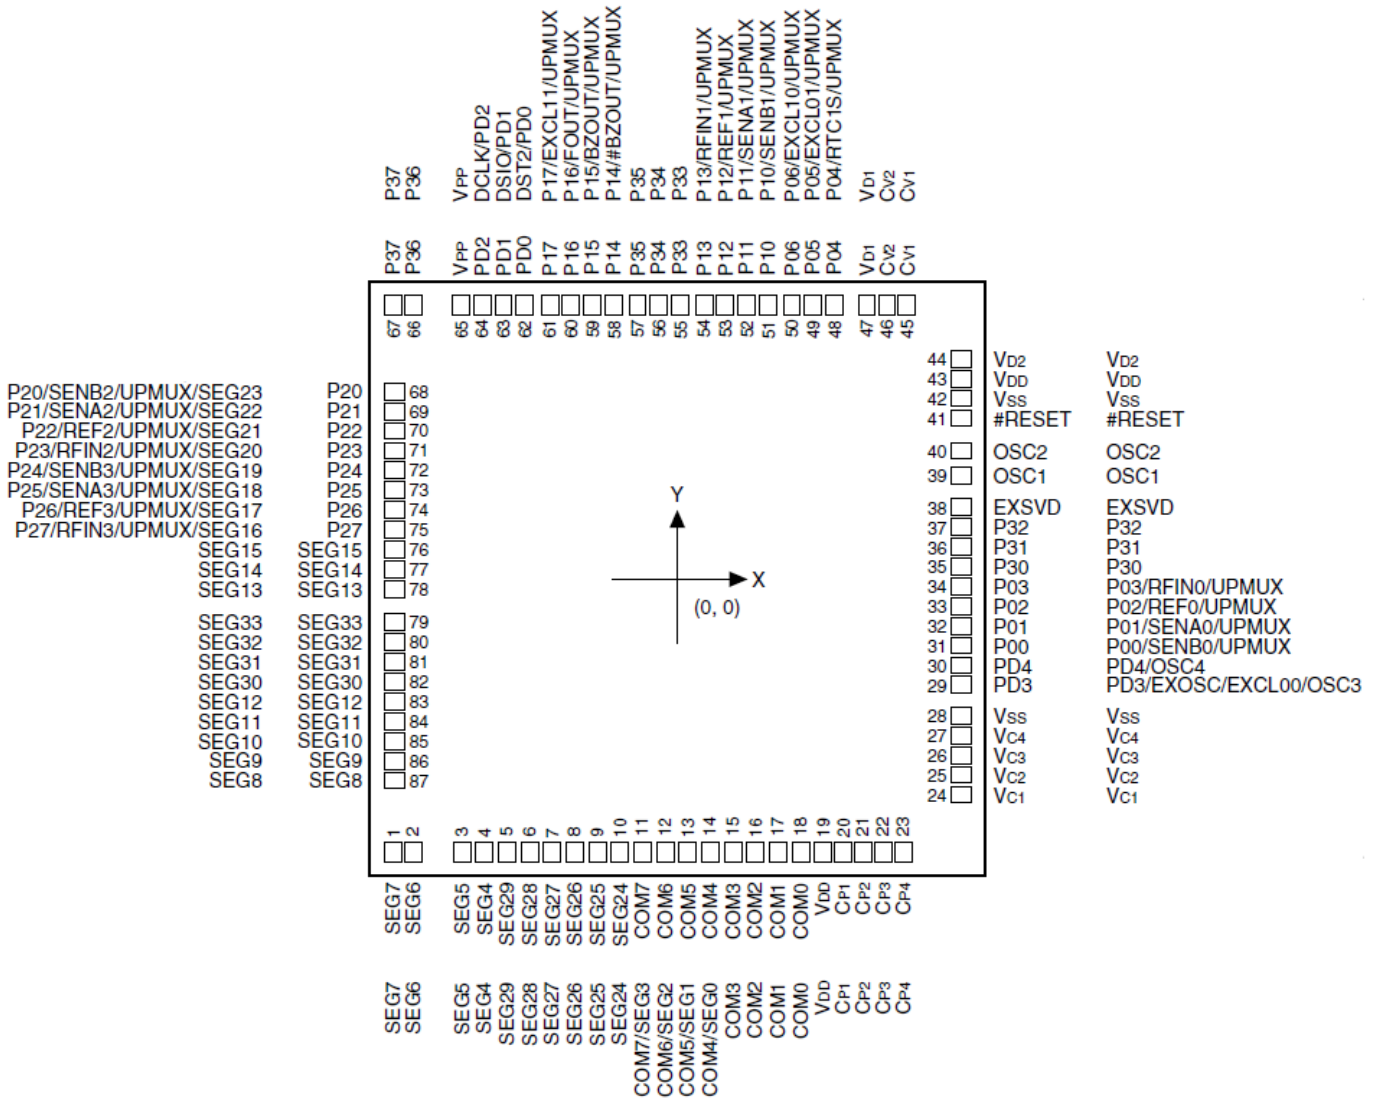 P37
P36
VPP
DCLK/PD2
DSIO/PD1
DST2/PD0
P17/EXCL11/UPMUX
P16/FOUT/UPMUX
P15/BZOUT/UPMUX
P14/#BZOUT/UPMUX
P35
P34
P33
P13/RFIN1/UPMUX
P12/REF1/UPMUX
P11/SENA1/UPMUX
P10/SENB1/UPMUX
P06/EXCL10/UPMUX
P05/EXCL01/UPMUX
P04/RTC1S/UPMUX
VD1
CV2
CV1
P37
P36
VPP
PD2
PD1
PD0
P17
P16
P15
P14
P35
P34
P33
P13
P12
P11
P10
P06
P05
P04
VD1
CV2
CV1
67
66
65
64
63
62
61
60
59
58
57
56
55
54
53
52
51
50
49
48
47
46
45
P20/SENB2/UPMUX/SEG23 P20 68
P21/SENA2/UPMUX/SEG22 P21 69
P22/REF2/UPMUX/SEG21 P22 70
P23/RFIN2/UPMUX/SEG20 P23 71
P24/SENB3/UPMUX/SEG19 P24 72
P25/SENA3/UPMUX/SEG18 P25 73
P26/REF3/UPMUX/SEG17 P26 74
P27/RFIN3/UPMUX/SEG16 P27 75
SEG15 SEG15 76
SEG14 SEG14 77
SEG13 SEG13 78
SEG33 SEG33 79
SEG32 SEG32 80
SEG31 SEG31 81
SEG30 SEG30 82
SEG12 SEG12 83
SEG11 SEG11 84
SEG10 SEG10 85
SEG9 SEG9 86
SEG8 SEG8 87
Y
X
(0, 0)
44 VD2 VD2
43 VDD VDD
42 VSS VSS
41 #RESET #RESET
40 OSC2 OSC2
39 OSC1 OSC1
38 EXSVD EXSVD
37 P32 P32
36 P31 P31
35 P30 P30
34 P03 P03/RFIN0/UPMUX
33 P02 P02/REF0/UPMUX
32 P01 P01/SENA0/UPMUX
31 P00 P00/SENB0/UPMUX
30 PD4 PD4/OSC4
29 PD3 PD3/EXOSC/EXCL00/OSC3
28 VSS VSS
27 VC4 VC4
26 VC3 VC3
25 VC2 VC2
24 VC1 VC1
1
2
3
4
5
6
7
8
9
10
11
12
13
14
15
16
17
18
19
20
21
22
23
SEG7
SEG6
SEG5
SEG4
SEG29
SEG28
SEG27
SEG26
SEG25
SEG24
COM7
COM6
COM5
COM4
COM3
COM2
COM1
COM0
VDD
CP1
CP2
CP3
CP4
SEG7
SEG6
SEG5
SEG4
SEG29
SEG28
SEG27
SEG26
SEG25
SEG24
COM7/SEG3
COM6/SEG2
COM5/SEG1
COM4/SEG0
COM3
COM2
COM1
COM0
VDD
CP1
CP2
CP3
CP4